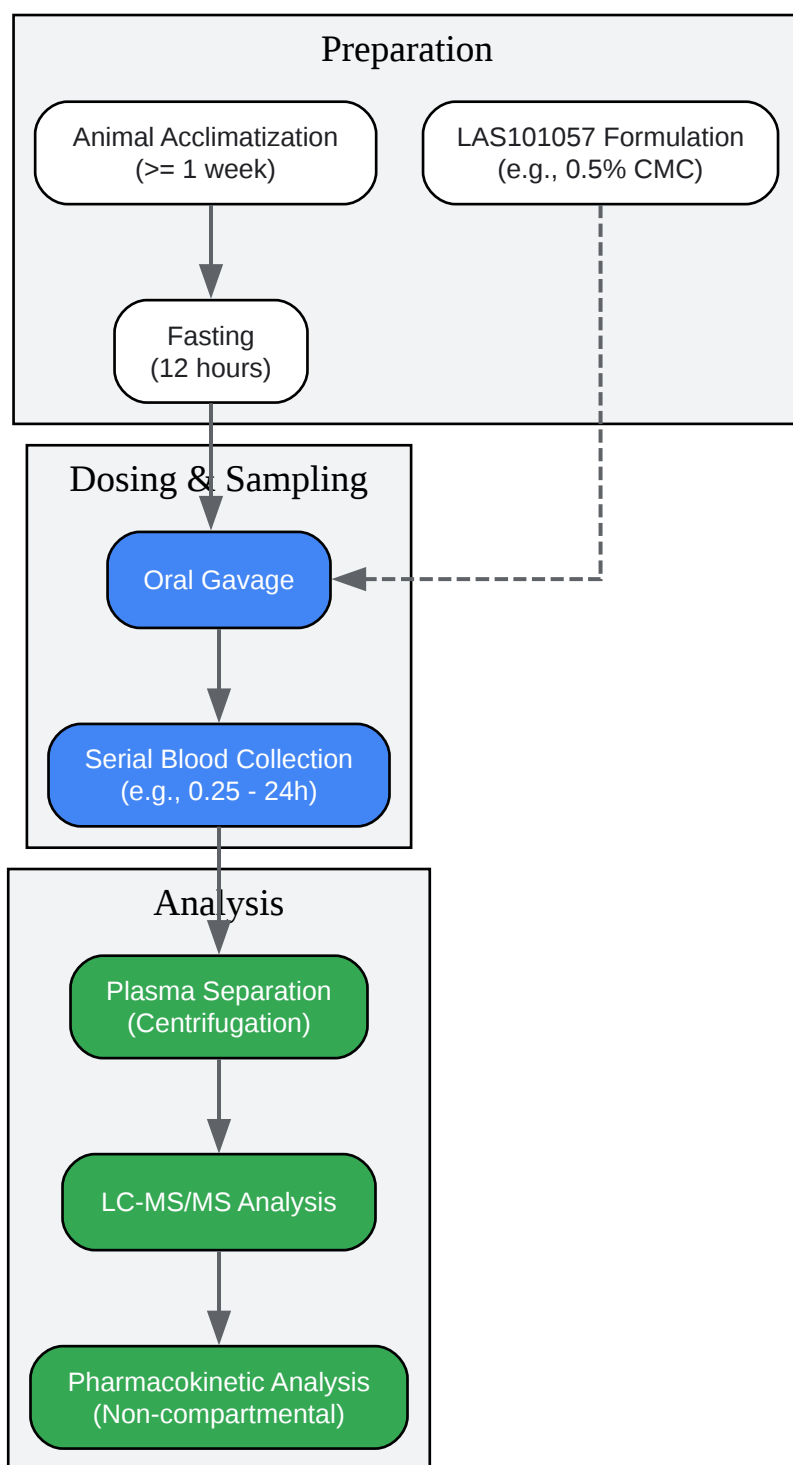 Preparation
Animal Acclimatization
(>= 1 week)
LAS101057 Formulation
(e.g., 0.5% CMC)
Fasting
(12 hours)
Dosing & Sampling
Oral Gavage
Serial Blood Collection
(e.g., 0.25 - 24h)
Analysis
Plasma Separation
(Centrifugation)
LC-MS/MS Analysis
Pharmacokinetic Analysis
(Non-compartmental)